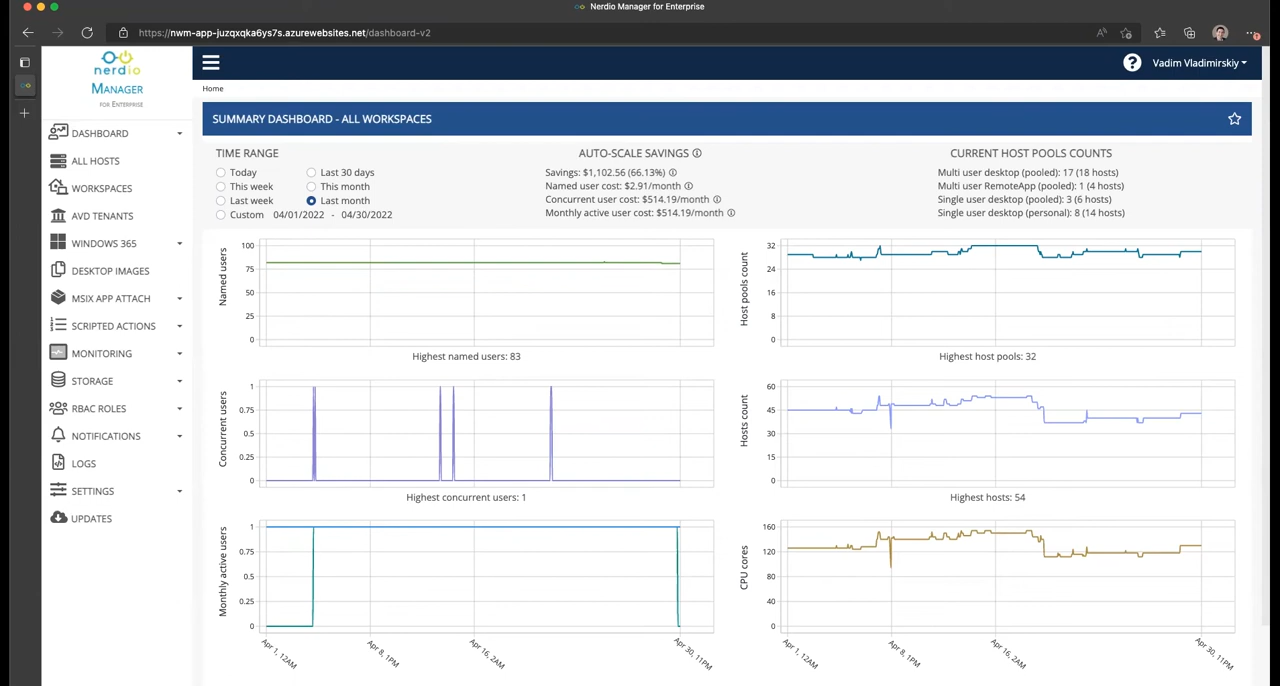 Nerdio Manager for Enterprise
https://nwm-app-juzqxqka6ys7s.azurewebsites.net/dashboard-v2
nerdio
MANAGER
FOR ENTERPRISE
Vadim Vladimirskiy
Home
DASHBOARD
ALL HOSTS
WORKSPACES
AVD TENANTS
WINDOWS 365
DESKTOP IMAGES
MSIX APP ATTACH
SCRIPTED ACTIONS
MONITORING
STORAGE
RBAC ROLES
NOTIFICATIONS
LOGS
SETTINGS
UPDATES
SUMMARY DASHBOARD - ALL WORKSPACES
TIME RANGE
Today
This week
Last week
Custom 04/01/2022 - 04/30/2022
Last 30 days
This month
Last month
AUTO-SCALE SAVINGS
Savings: $1,102.56 (66.13%)
Named user cost: $2.91/month
Concurrent user cost: $514.19/month
Monthly active user cost: $514.19/month
CURRENT HOST POOLS COUNTS
Multi user desktop (pooled): 17 (18 hosts)
Multi user RemoteApp (pooled): 1 (4 hosts)
Single user desktop (pooled): 3 (6 hosts)
Single user desktop (personal): 8 (14 hosts)
Named users
100
75
50
25
0
Highest named users: 83
Host pools count
32
24
16
8
0
Highest host pools: 32
Concurrent users
1
0.75
0.5
0.25
0
Highest concurrent users: 1
Hosts count
60
45
30
15
0
Highest hosts: 54
Monthly active users
1
0.75
0.5
0.25
0
Apr 1, 12AM
Apr 8, 1PM
Apr 16, 2AM
Apr 30, 11PM
CPU cores
160
120
80
40
0
Apr 1, 12AM
Apr 8, 1PM
Apr 16, 2AM
Apr 30, 11PM